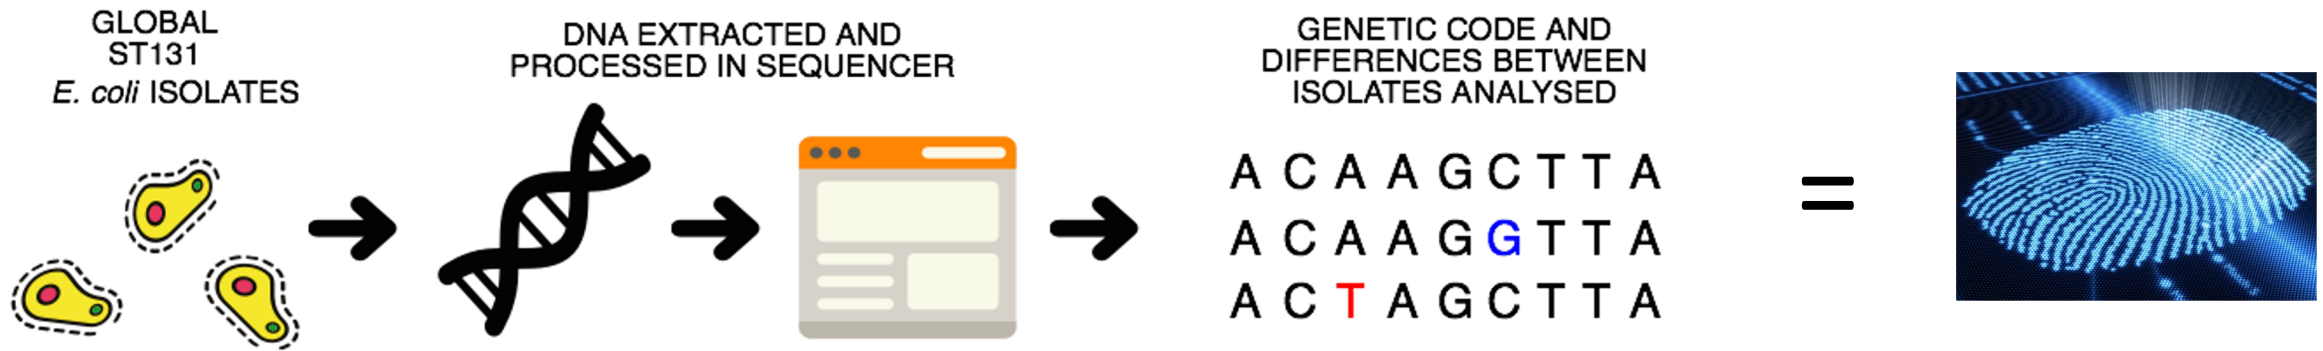 GLOBAL
ST131
E. coli ISOLATES
DNA EXTRACTED AND
PROCESSED IN SEQUENCER
GENETIC CODE AND
DIFFERENCES BETWEEN
ISOLATES ANALYSED
A C A A G C T T A
A C A A G G T T A
A C T A G C T T A
=